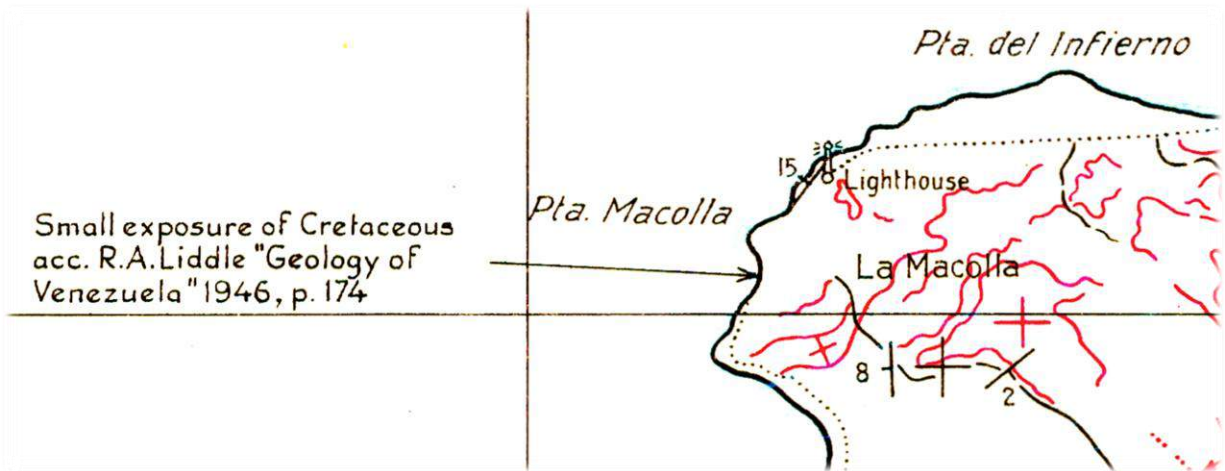 Pta. del Infierno
15
Lighthouse
Pta. Macolla
Small exposure of Cretaceous
acc. R.A.Liddle "Geology of
Venezuela" 1946, p. 174
La Macolla
8
2